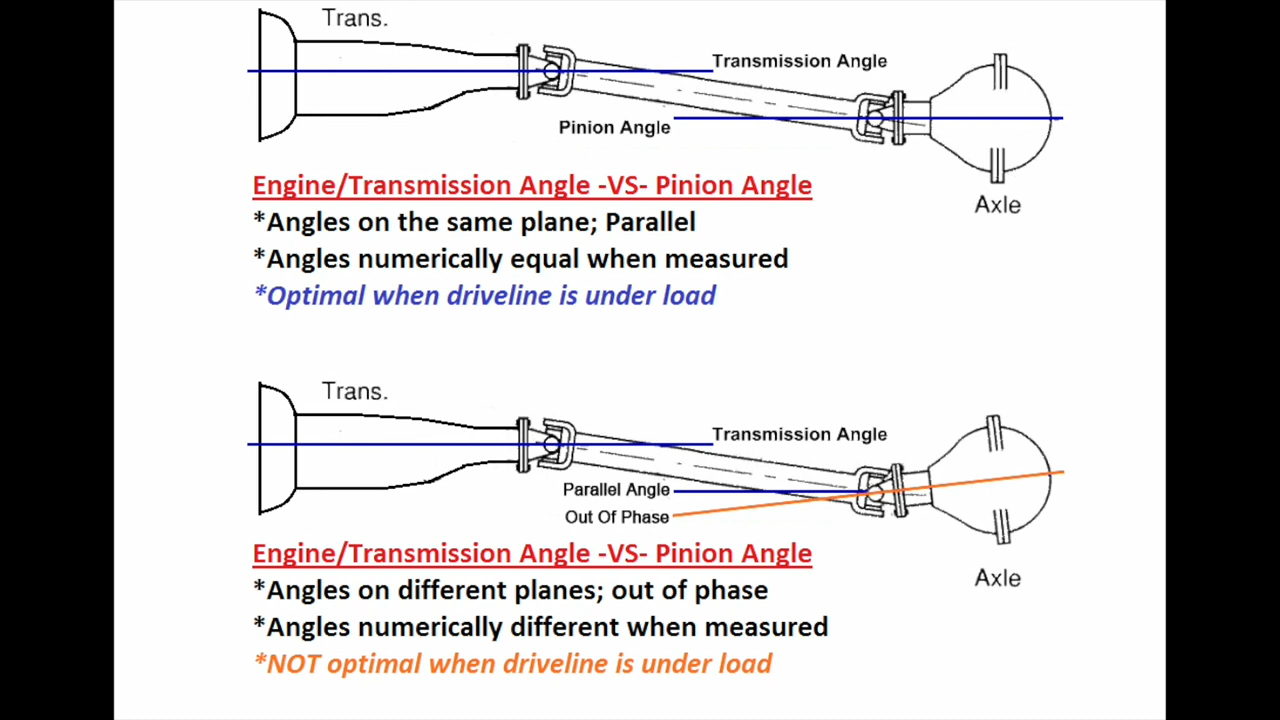 Trans.
Transmission Angle
Pinion Angle
Engine/Transmission Angle -VS- Pinion Angle
Axle
*Angles on the same plane; Parallel
*Angles numerically equal when measured
*Optimal when driveline is under load
Trans.
Transmission Angle
Parallel Angle
Out Of Phase
Engine/Transmission Angle -VS- Pinion Angle
Axle
*Angles on different planes; out of phase
*Angles numerically different when measured
*NOT optimal when driveline is under load